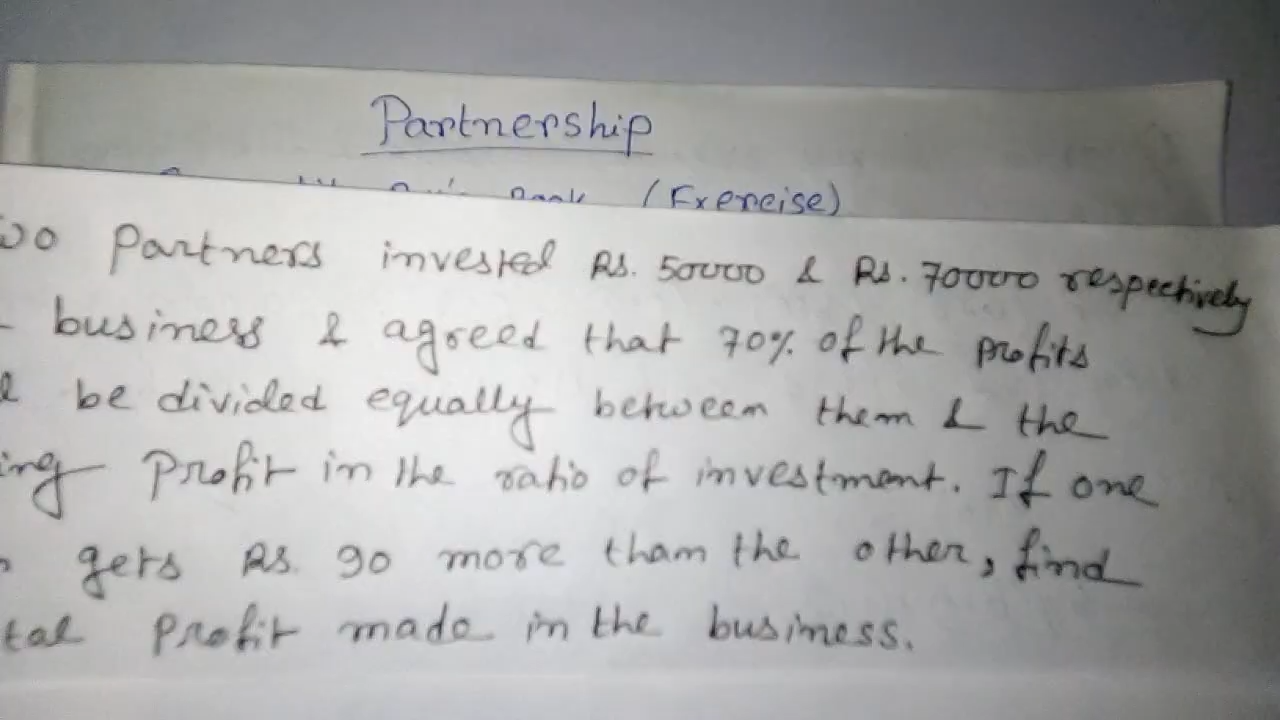 Partnership
(Exercise)
Partners invested Rs. 50000 & Rs. 70000 respectively
business & agreed that 70% of the profits
be divided equally between them & the
ing Profit in the ratio of investment. If one
gets Rs. 90 more than the other, find
tal Profit made in the business.